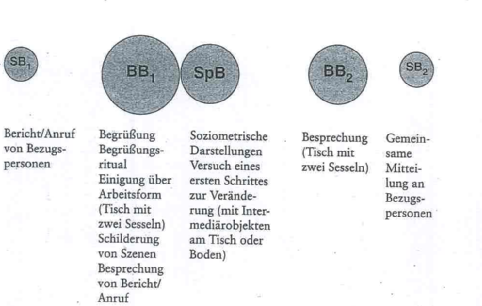 SB1
BB1
SpB
BB2
SB2
Bericht/Anruf
von Bezugs-
personen
Begrüßung
Begrüßungs-
ritual
Einigung über
Arbeitsform
(Tisch mit
zwei Sesseln)
Schilderung
von Szenen
Besprechung
von Bericht/
Anruf
Soziometrische
Darstellungen
Versuch eines
ersten Schrittes
zur Verände-
rung (mit Inter-
mediärobjekten
am Tisch oder
Boden)
Besprechung
(Tisch mit
zwei Sesseln)
Gemein-
same
Mittei-
lung an
Bezugs-
personen